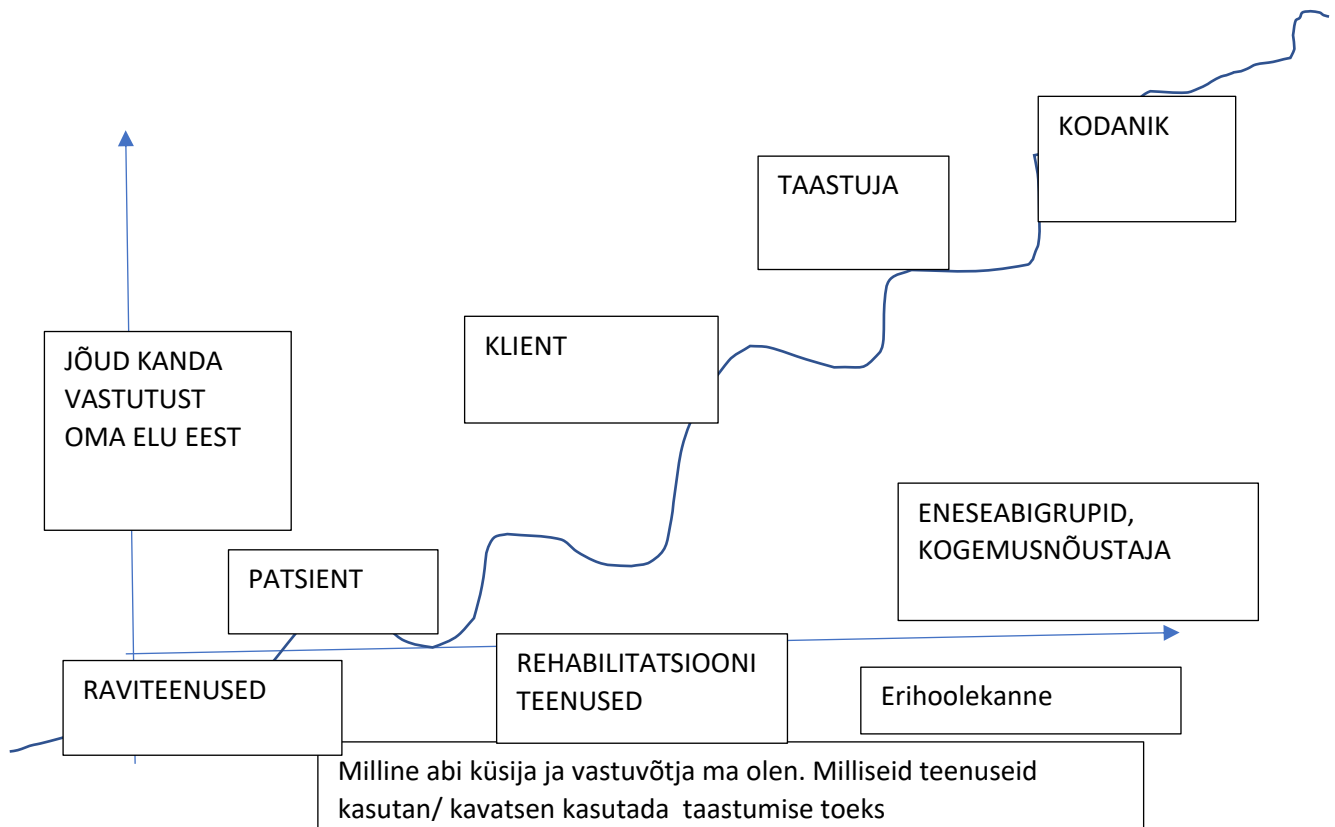 KODANIK
TAASTUJA
KLIENT
JÕUD KANDA
VASTUTUST
OMA ELU EEST
ENESEABIGRUPID,
KOGEMUSNÕUSTAJA
PATSIENT
RAVITEENUSED
REHABILITATSIOONI
TEENUSED
Erihoolekanne
Milline abi küsija ja vastuvõtja ma olen. Milliseid teenuseid
kasutan/ kavatsen kasutada  taastumise toeks